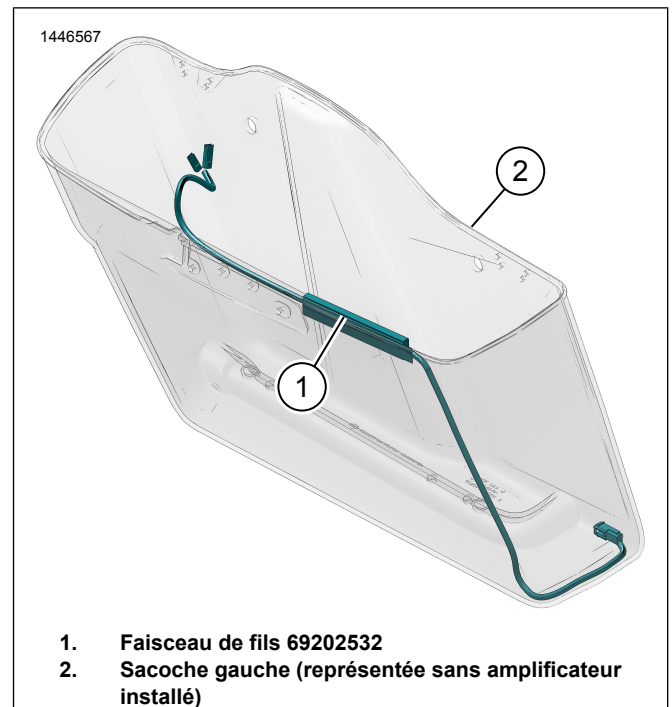 1446567
2
1
1. Faisceau de fils 69202532
2. Sacoche gauche (représentée sans amplificateur
installé)